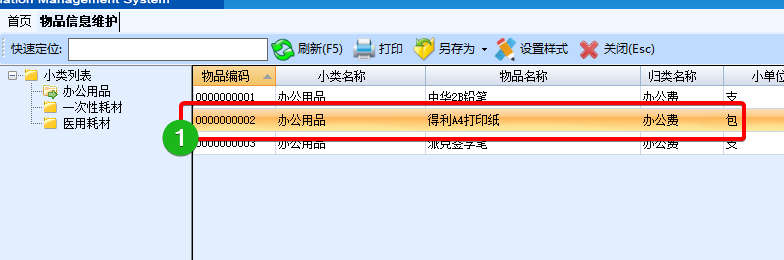 ation Management System
首页 物品信息维护
快速定位: 刷新(F5) 打印 另存为 设置样式 关闭(Esc)
小类列表
办公用品
一次性耗材
医用耗材
物品编码 小类名称 物品名称 归类名称 小单位
0000000001 办公用品 中华2B铅笔 办公费 支
0000000002 办公用品 得利A4打印纸 办公费 包
0000000003 办公用品 派克签字笔 办公费 支
1